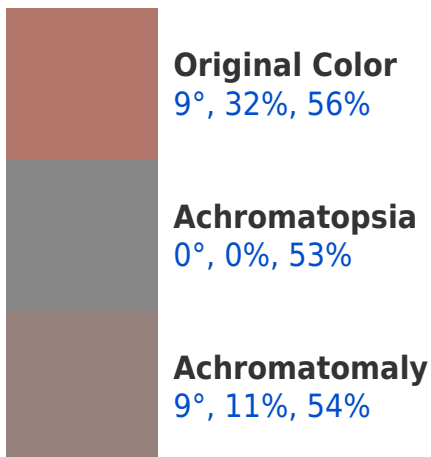 Original Color
9°, 32%, 56%
Achromatopsia
0°, 0%, 53%
Achromatomaly
9°, 11%, 54%